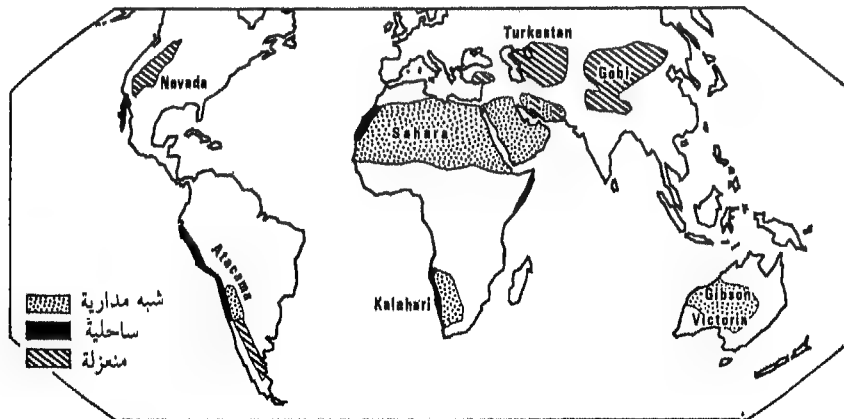 Turkestan
Nevada
Gobi
Sahara
Atacama
Kalahari
Gibson
Victoria
شبه مدارية
ساحلية
منعزلة